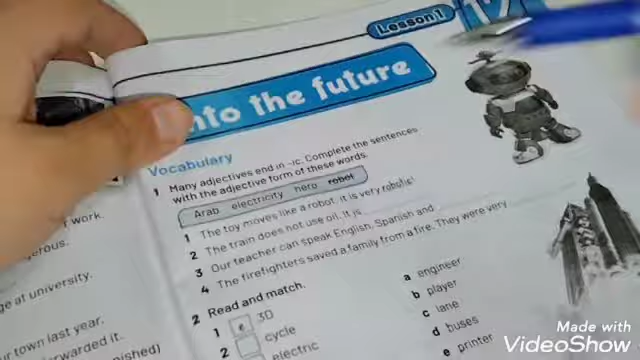 Lesson 1
12
into the future
Vocabulary
1 Many adjectives end in -ic. Complete the sentences
with the adjective form of these words.
Arab electricity hero robot
1 The toy moves like a robot. It is very robotic!
2 The train does not use oil. It is
3 Our teacher can speak English, Spanish and
4 The firefighters saved a family from a fire. They were very
2 Read and match.
1 e 3D
2 cycle
electric
a engineer
b player
c lane
d buses
e printer
work.
erous.
ge at university.
ur town last year.
rwarded it.
nished)
Made with
VideoShow